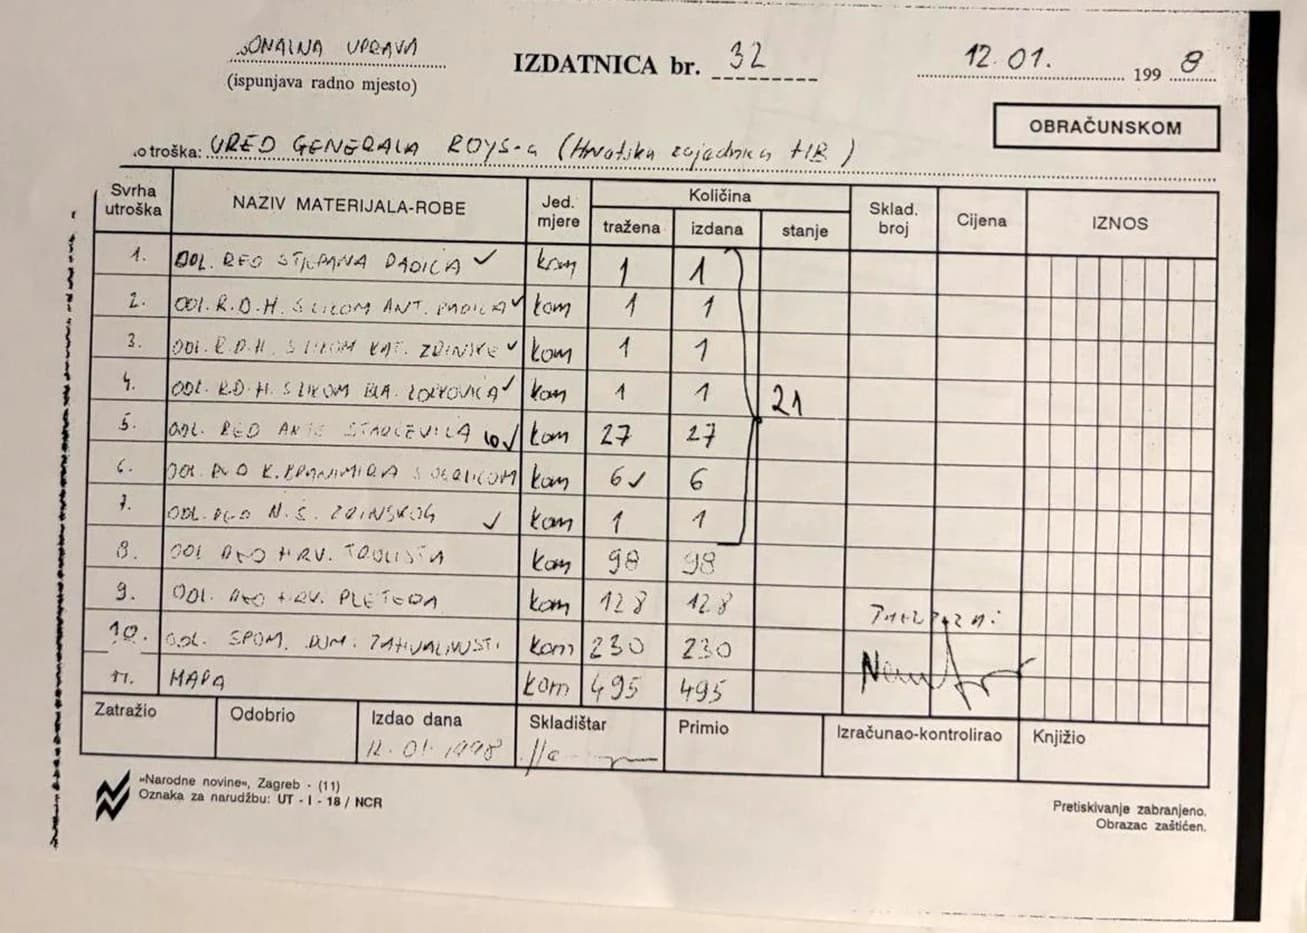 SONALNA UPRAVA
(ispunjava radno mjesto)
IZDATNICA br. 32
12.01. 1998
OBRAČUNSKOM
o troška: URED GENERALA ROYS-a (Hrvatska zajednica HB)
Svrha utroška NAZIV MATERIJALA-ROBE Jed. mjere Količina tražena izdana stanje Sklad. broj Cijena IZNOS
1. ODL. RED STJEPANA RADIĆA ✓ kom 1 1
2. ODL. R.D.H. S LIKOM ANT. RADIĆA ✓ kom 1 1
3. ODL. R.D.H. S LIKOM KAT. ZRINSKE ✓ kom 1 1
4. ODL. R.D.H. S LIKOM BLA. LORKOVIĆA ✓ kom 1 1 21
5. ODL. RED ANTE STARČEVIĆA ✓ kom 27 27
6. ODL. RED K. KREŠIMIRA kom 6 ✓ 6
7. ODL. RED N.Š. ZRINSKOG ✓ kom 1 1
8. ODL RED HRV. TROLISTA kom 98 98
9. ODL. RED HRV. PLETERA kom 128 128
10. ODL. SPOM. DOM. ZAHVALNOSTI kom 230 230
11. MAPA kom 495 495
Zatražio Odobrio Izdao dana Skladištar Primio Izračunao-kontrolirao Knjižio
12.01.1998
»Narodne novine«, Zagreb - (11)
Oznaka za narudžbu: UT - I - 18 / NCR
Pretiskivanje zabranjeno.
Obrazac zaštićen.